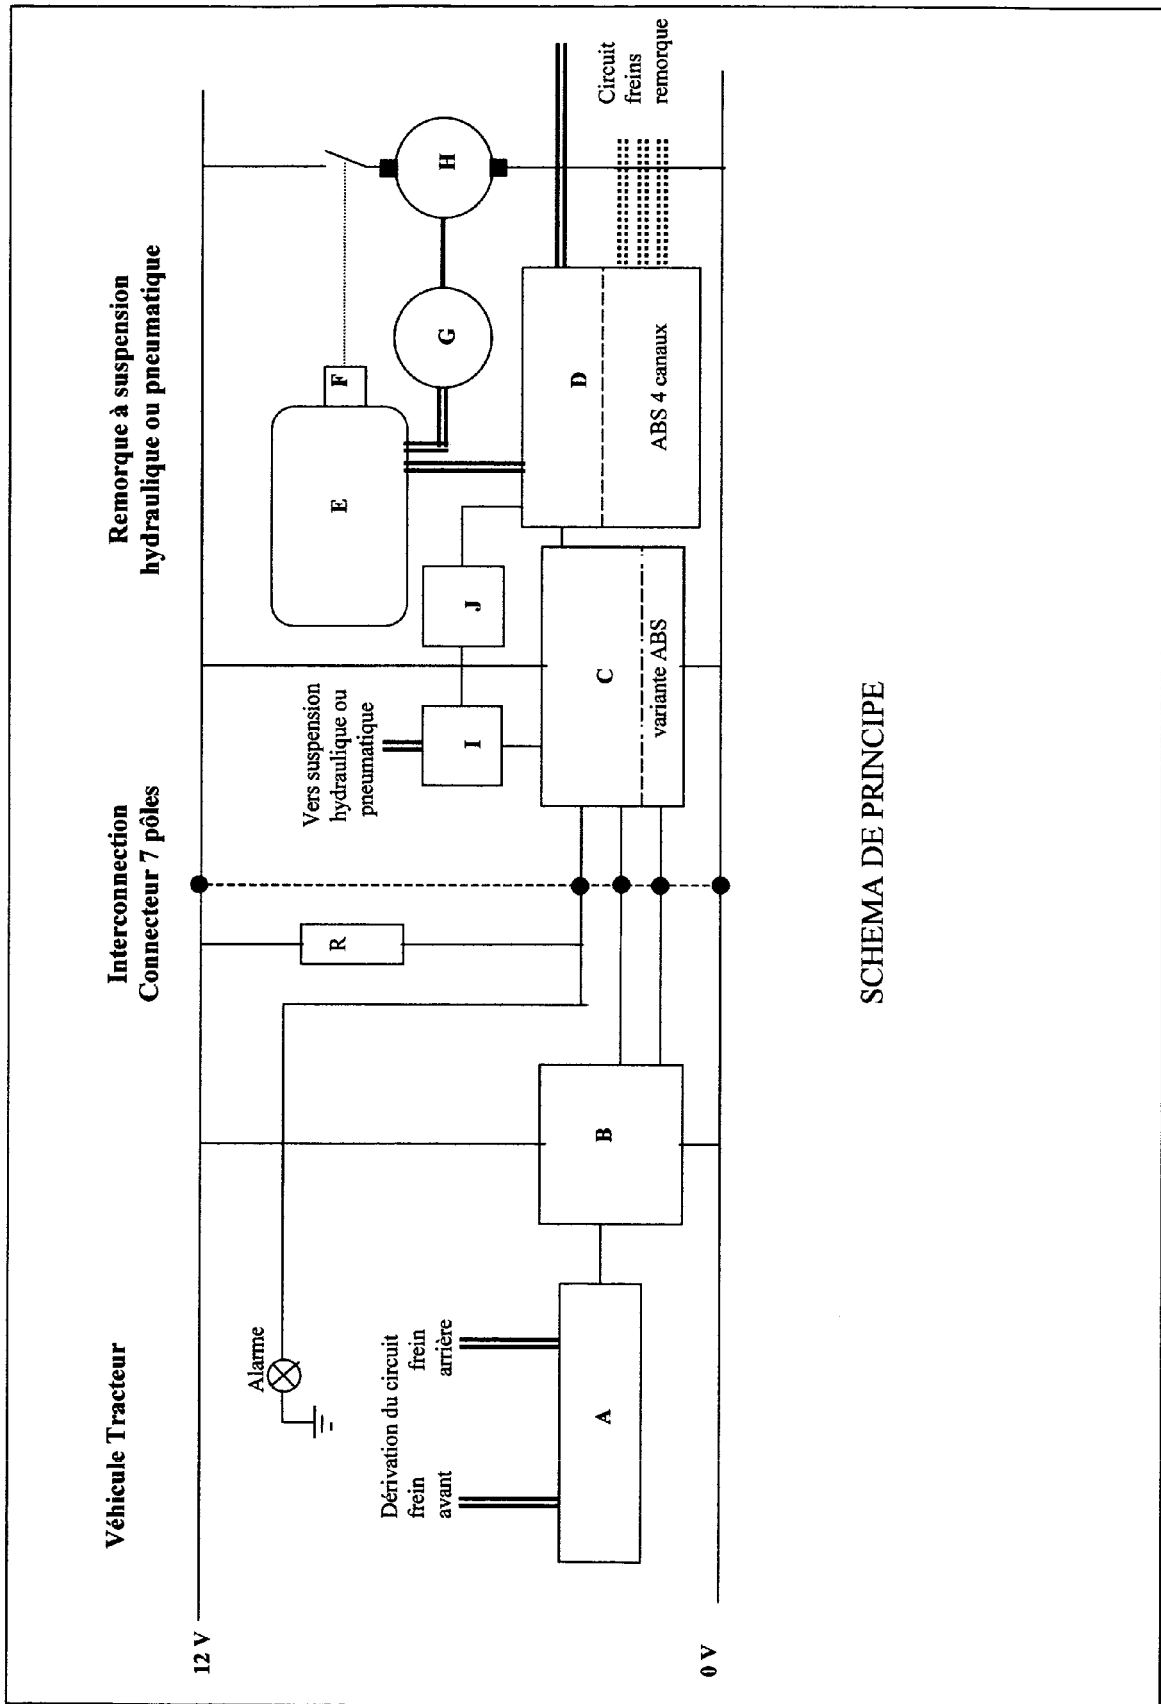 Véhicule Tracteur
Interconnection
Connecteur 7 pôles
Remorque à suspension
hydraulique ou pneumatique
12 V
Alarme
R
Vers suspension
hydraulique ou
pneumatique
E
F
G
H
I
J
Dérivation du circuit
frein
avant
frein
arrière
A
B
C
variante ABS
D
ABS 4 canaux
Circuit
freins
remorque
0 V
SCHEMA DE PRINCIPE